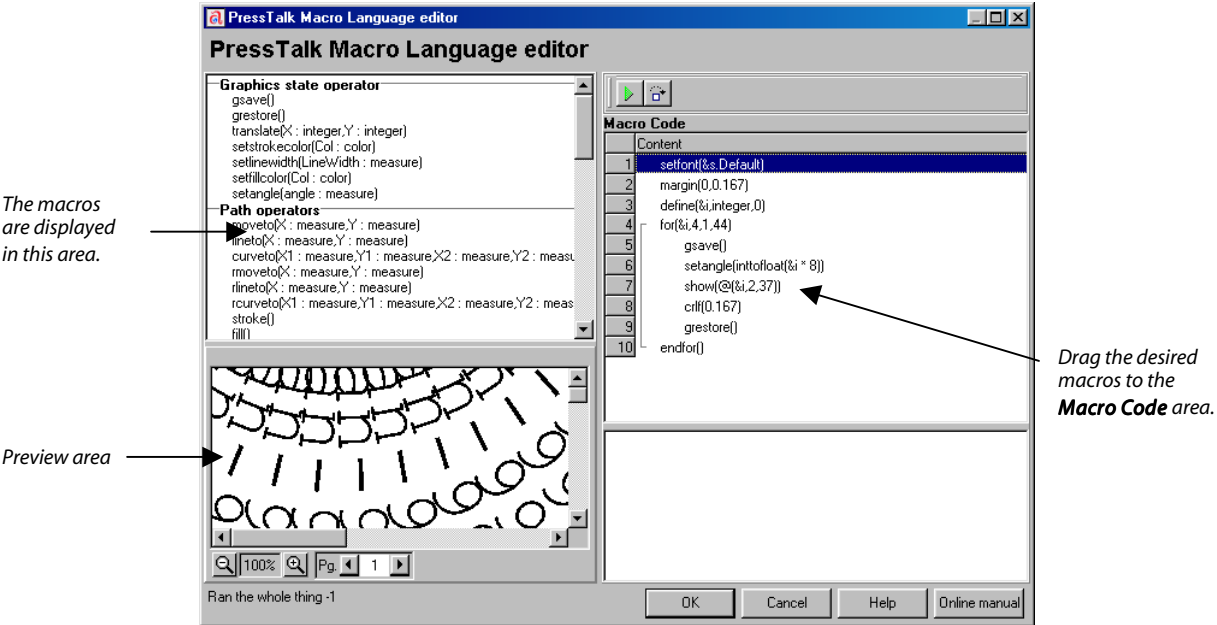 PressTalk Macro Language editor
PressTalk Macro Language editor
Graphics state operator
gsave()
grestore()
translate(X : integer,Y : integer)
setstrokecolor(Col : color)
setlinewidth(LineWidth : measure)
setfillcolor(Col : color)
setangle(angle : measure)
Path operators
moveto(X : measure,Y : measure)
lineto(X : measure,Y : measure)
curveto(X1 : measure,Y1 : measure,X2 : measure,Y2 : measu
rmoveto(X : measure,Y : measure)
rlineto(X : measure,Y : measure)
rcurveto(X1 : measure,Y1 : measure,X2 : measure,Y2 : meas
stroke()
fill()
The macros
are displayed
in this area.
Preview area
100% Pg. 1
Ran the whole thing -1
Macro Code
Content
1 setfont(&s.Default)
2 margin(0,0.167)
3 define(&i,integer,0)
4 for(&i,4,1,44)
5 gsave()
6 setangle(inttofloat(&i * 8))
7 show(@(&i,2,37))
8 crlf(0.167)
9 grestore()
10 endfor()
Drag the desired
macros to the
Macro Code area.
OK Cancel Help Online manual